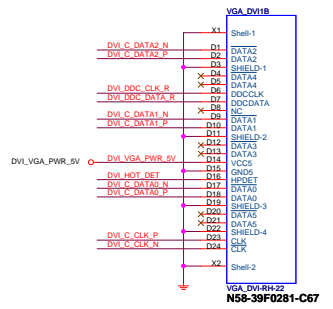 VGA_DVI1B
X1 Shell-1
DVI_C_DATA2_N D1 DATA2
DVI_C_DATA2_P D2 DATA2
D3 SHIELD-1
D4 DATA4
D5 DATA4
DVI_DDC_CLK_R D6 DDCCLK
DVI_DDC_DATA_R D7 DDCDATA
D8 NC
DVI_C_DATA1_N D9 DATA1
DVI_C_DATA1_P D10 DATA1
D11 SHIELD-2
D12 DATA3
D13 DATA3
DVI_VGA_PWR_5V DVI_VGA_PWR_5V D14 VCC5
D15 GND5
DVI_HOT_DET D16 HPDET
DVI_C_DATA0_N D17 DATA0
DVI_C_DATA0_P D18 DATA0
D19 SHIELD-3
D20 DATA5
D21 DATA5
D22 SHIELD-4
DVI_C_CLK_P D23 CLK
DVI_C_CLK_N D24 CLK
X2 Shell-2
VGA_DVI-RH-22
N58-39F0281-C67